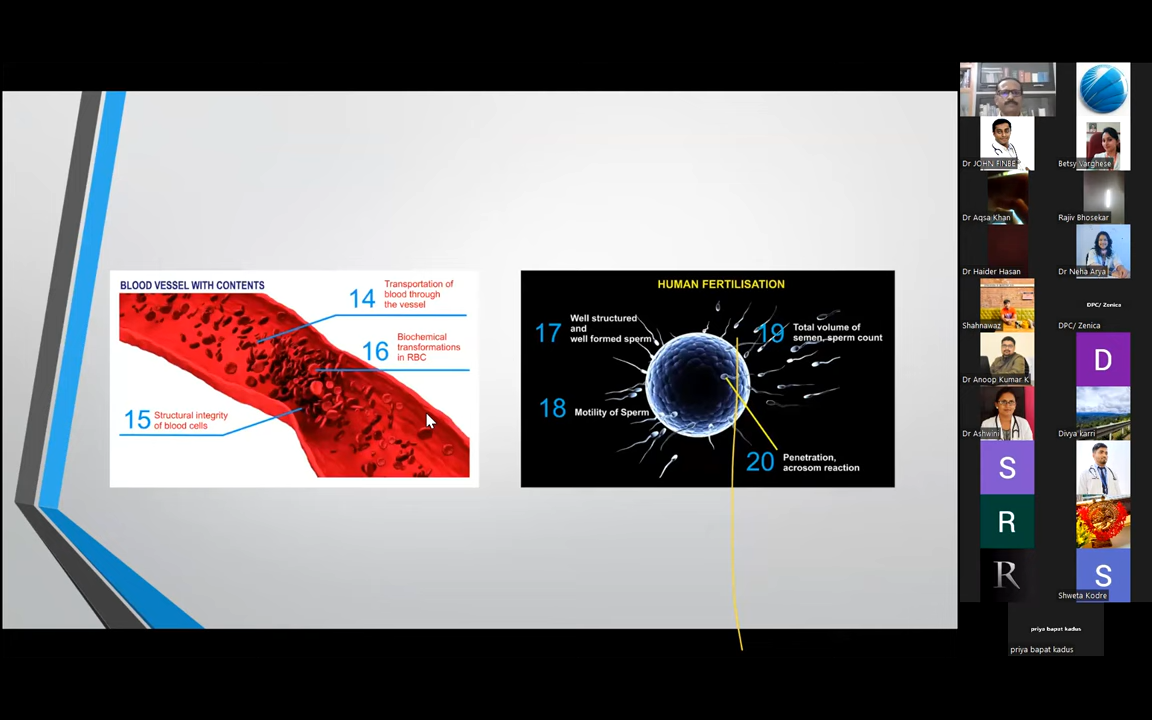 BLOOD VESSEL WITH CONTENTS
14
Transportation of
blood through
the vessel
16
Biochemical
transformations
in RBC
15
Structural integrity
of blood cells
HUMAN FERTILISATION
17
Well structured
and
well formed sperm
19
Total volume of
semen, sperm count
18
Motility of Sperm
20
Penetration,
acrosom reaction
Dr JOHN FINBE
Betsy Varghese
Dr Aqsa Khan
Rajiv Bhosekar
Dr Haider Hasan
Dr Neha Arya
Shahnawaz
DPC/ Zenica
DPC/ Zenica
Dr Anoop Kumar K
D
Dr Ashwini
Divya karri
S
R
R
S
Shweta Kodre
priya bapat kadus
priya bapat kadus